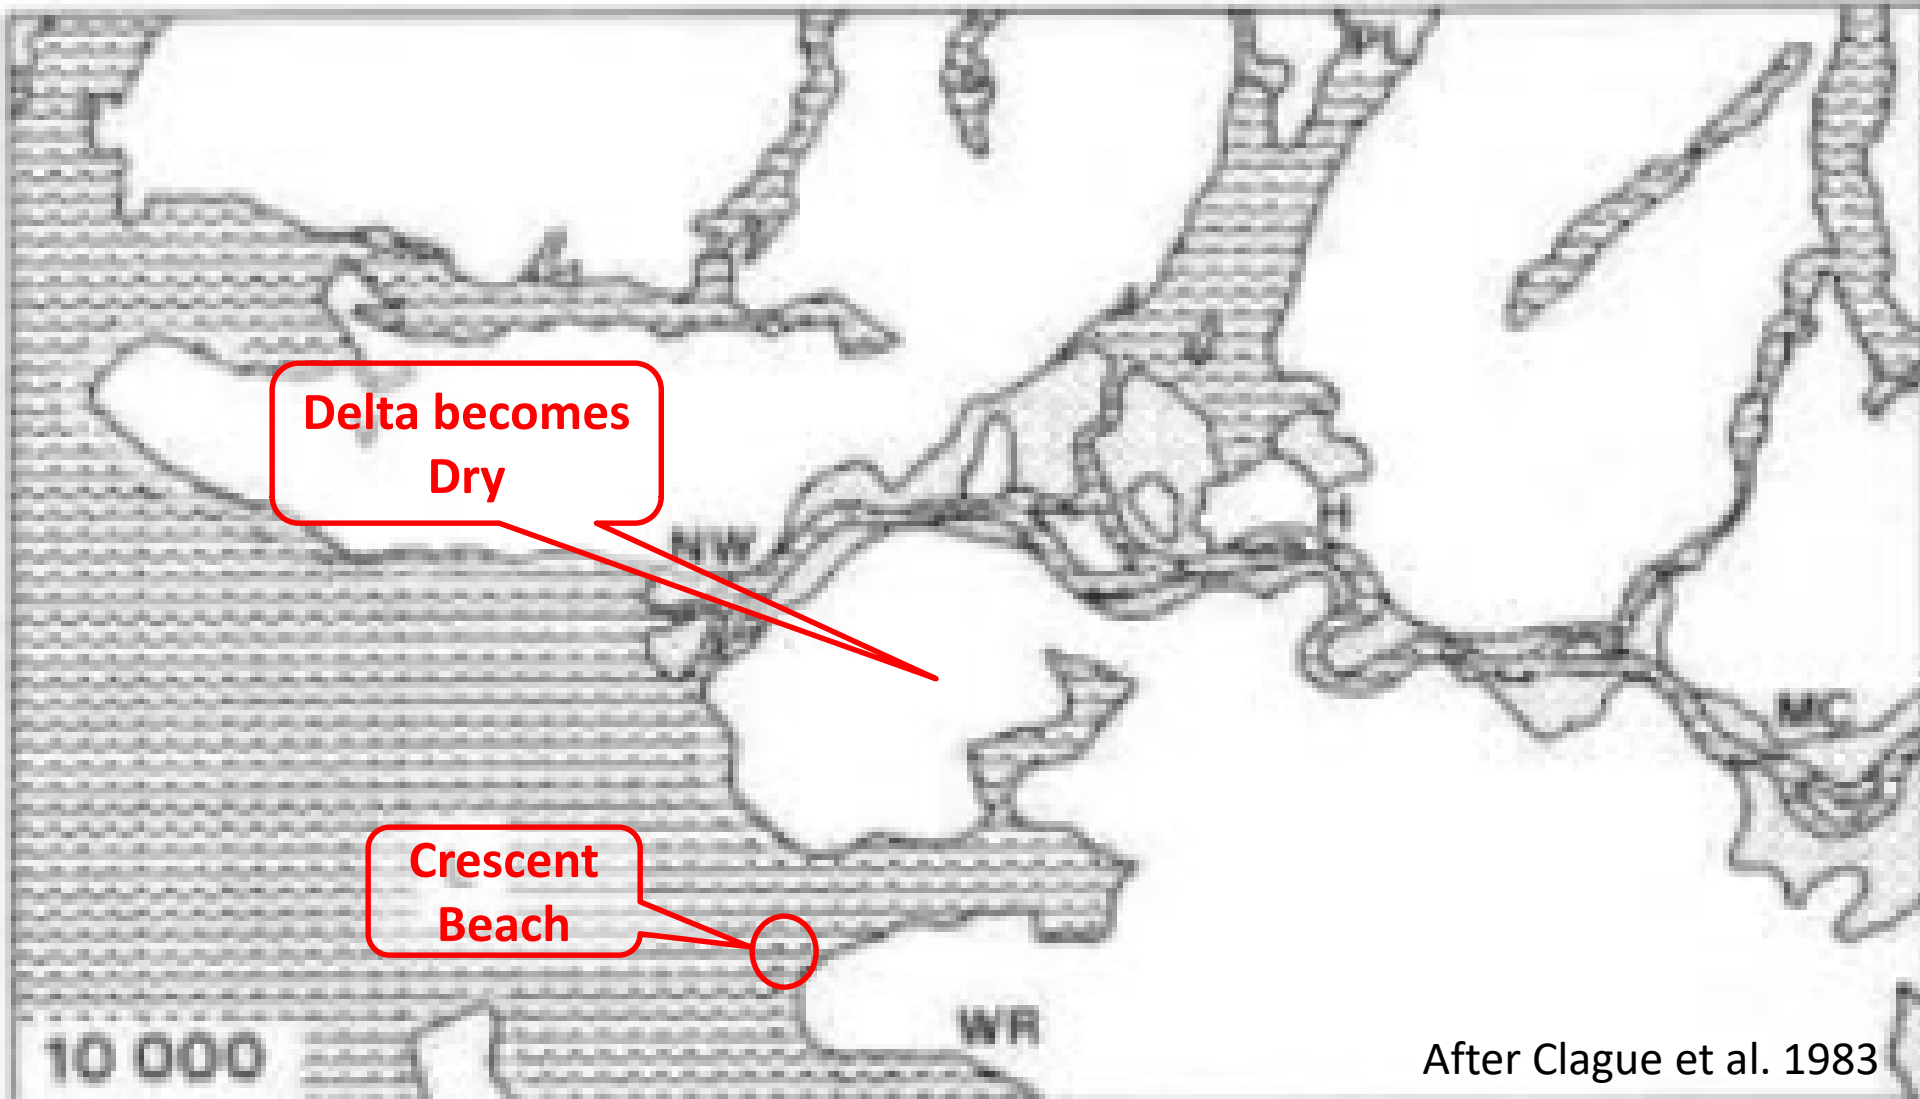 Delta becomes
Dry
NW
H
MC
Crescent
Beach
WR
10 000
After Clague et al. 1983